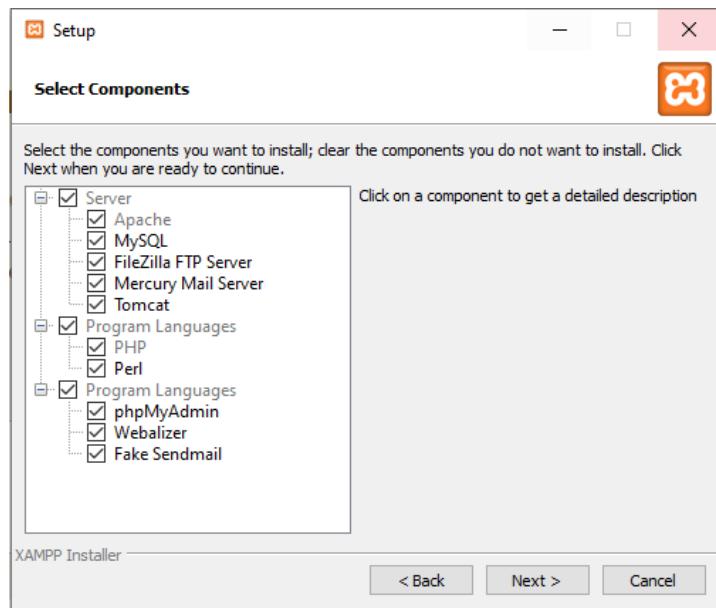 Setup
Select Components
Select the components you want to install; clear the components you do not want to install. Click
Next when you are ready to continue.
Server
Apache
MySQL
FileZilla FTP Server
Mercury Mail Server
Tomcat
Program Languages
PHP
Perl
Program Languages
phpMyAdmin
Webalizer
Fake Sendmail
Click on a component to get a detailed description
XAMPP Installer
< Back
Next >
Cancel